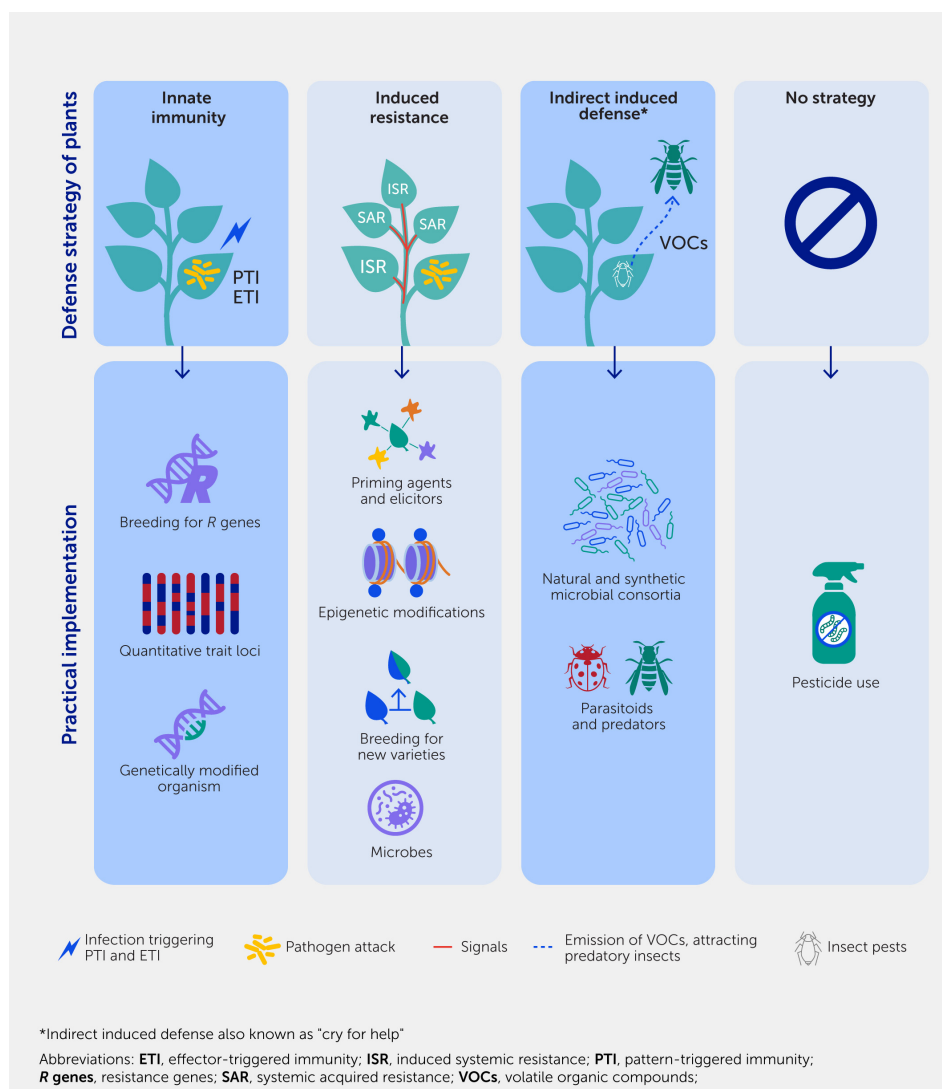 Defense strategy of plants
Innate
immunity
PTI
ETI
Induced
resistance
ISR
SAR
SAR
ISR
Indirect induced
defense*
VOCs
No strategy
Practical implementation
R
Breeding for R genes
Quantitative trait loci
Genetically modified
organism
Priming agents
and elicitors
Epigenetic modifications
Breeding for
new varieties
Microbes
Natural and synthetic
microbial consortia
Parasitoids
and predators
Pesticide use
Infection triggering
PTI and ETI
Pathogen attack
Signals
Emission of VOCs, attracting
predatory insects
Insect pests
*Indirect induced defense also known as "cry for help"
Abbreviations: ETI, effector-triggered immunity; ISR, induced systemic resistance; PTI, pattern-triggered immunity;
R genes, resistance genes; SAR, systemic acquired resistance; VOCs, volatile organic compounds;